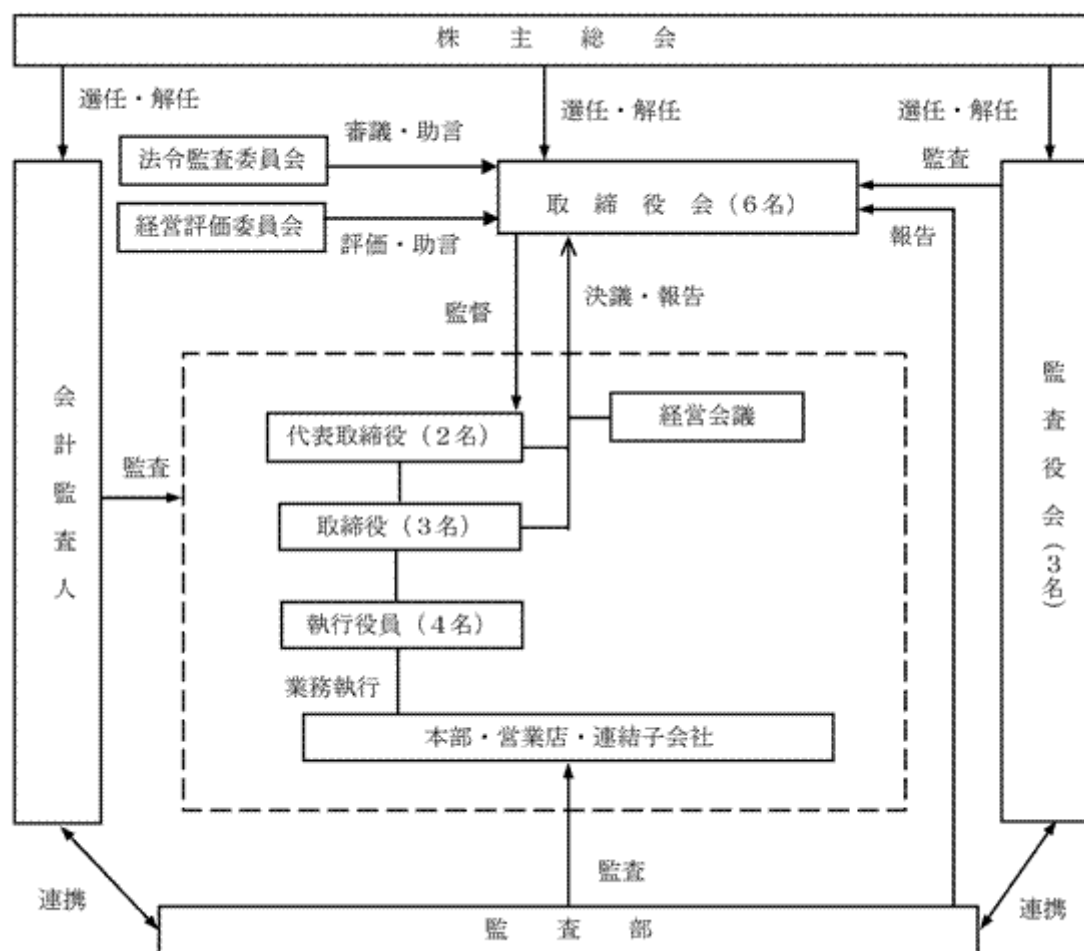 株主総会
選任・解任
選任・解任
選任・解任
審議・助言
法令監査委員会
監査
取締役会(6名)
経営評価委員会
評価・助言
報告
決議・報告
監督
会計監査人
監査役会(3名)
経営会議
代表取締役(2名)
監査
取締役(3名)
執行役員(4名)
業務執行
本部・営業店・連結子会社
監査
連携
連携
監査部